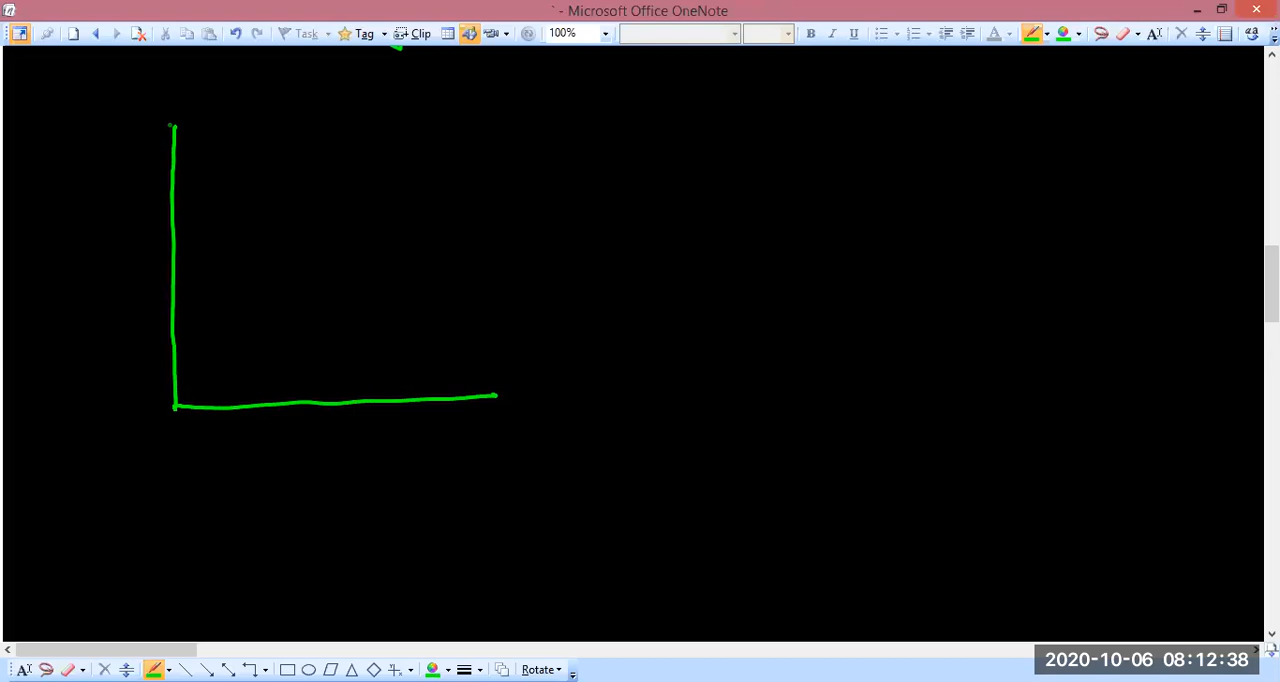 ` - Microsoft Office OneNote
Task Tag Clip 100% B I U A A
A Rotate
2020-10-06 08:12:38